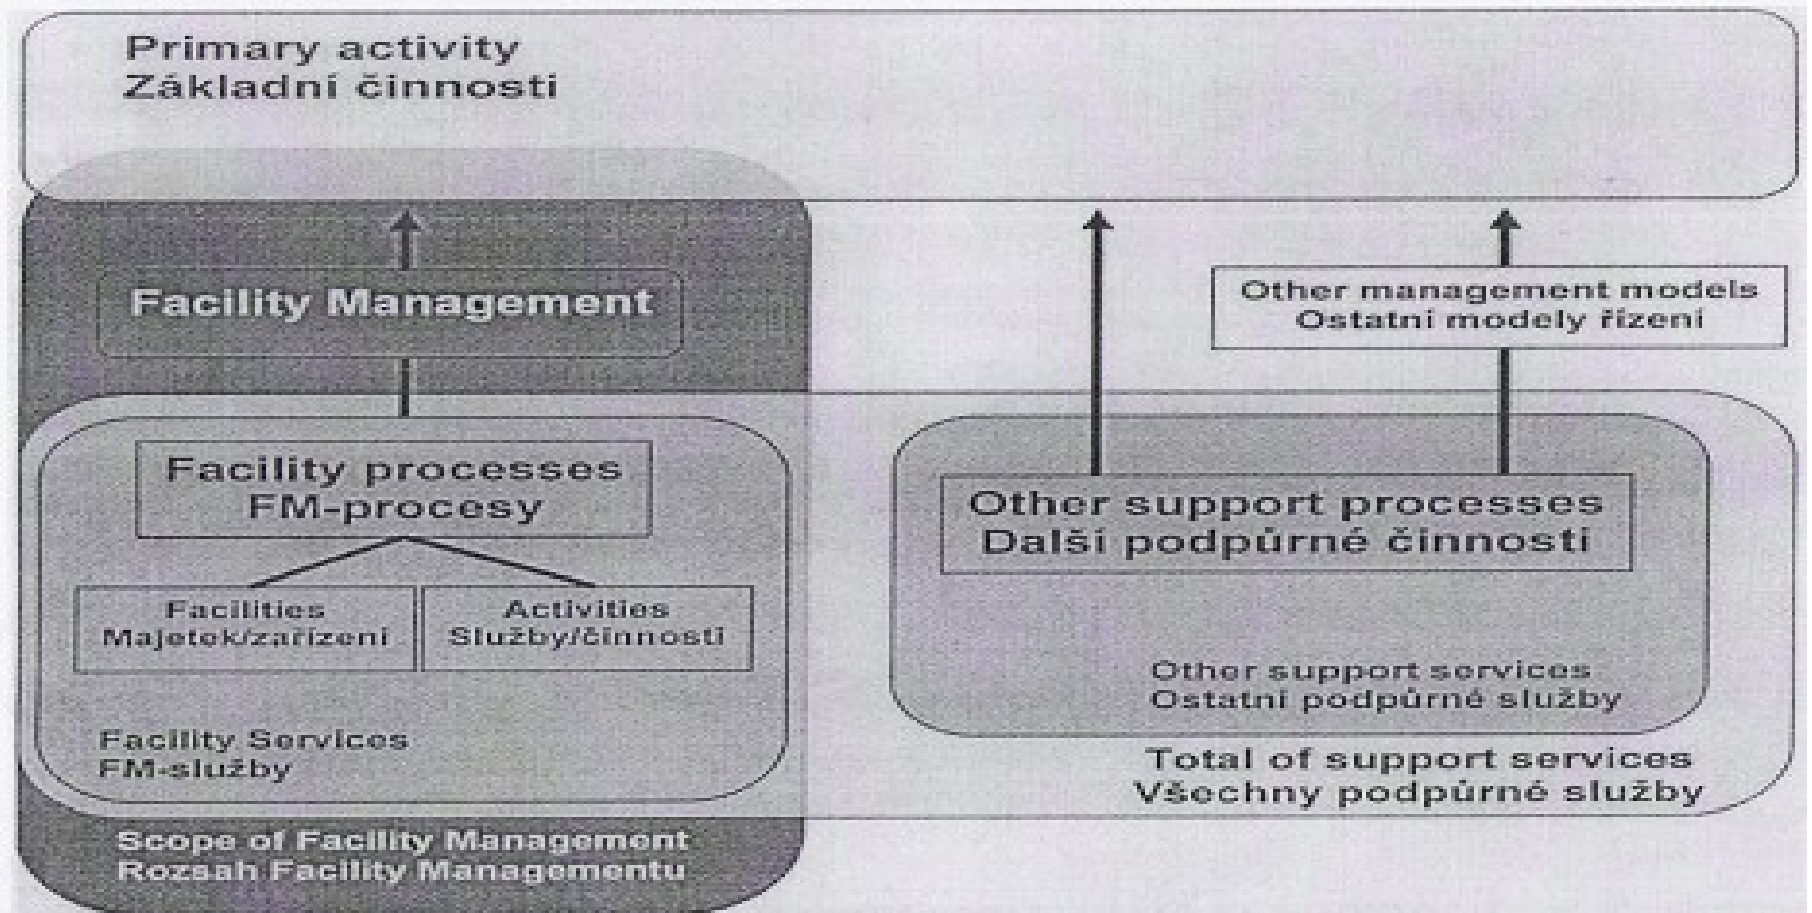 Primary activity
Základní činnosti
Facility Management
Other management models
Ostatní modely řízení
Facility processes
FM-procesy
Other support processes
Další podpůrné činnosti
Facilities
Majetek/zařízení
Activities
Služby/činnosti
Other support services
Ostatní podpůrné služby
Facility Services
FM-služby
Total of support services
Všechny podpůrné služby
Scope of Facility Management
Rozsah Facility Managementu